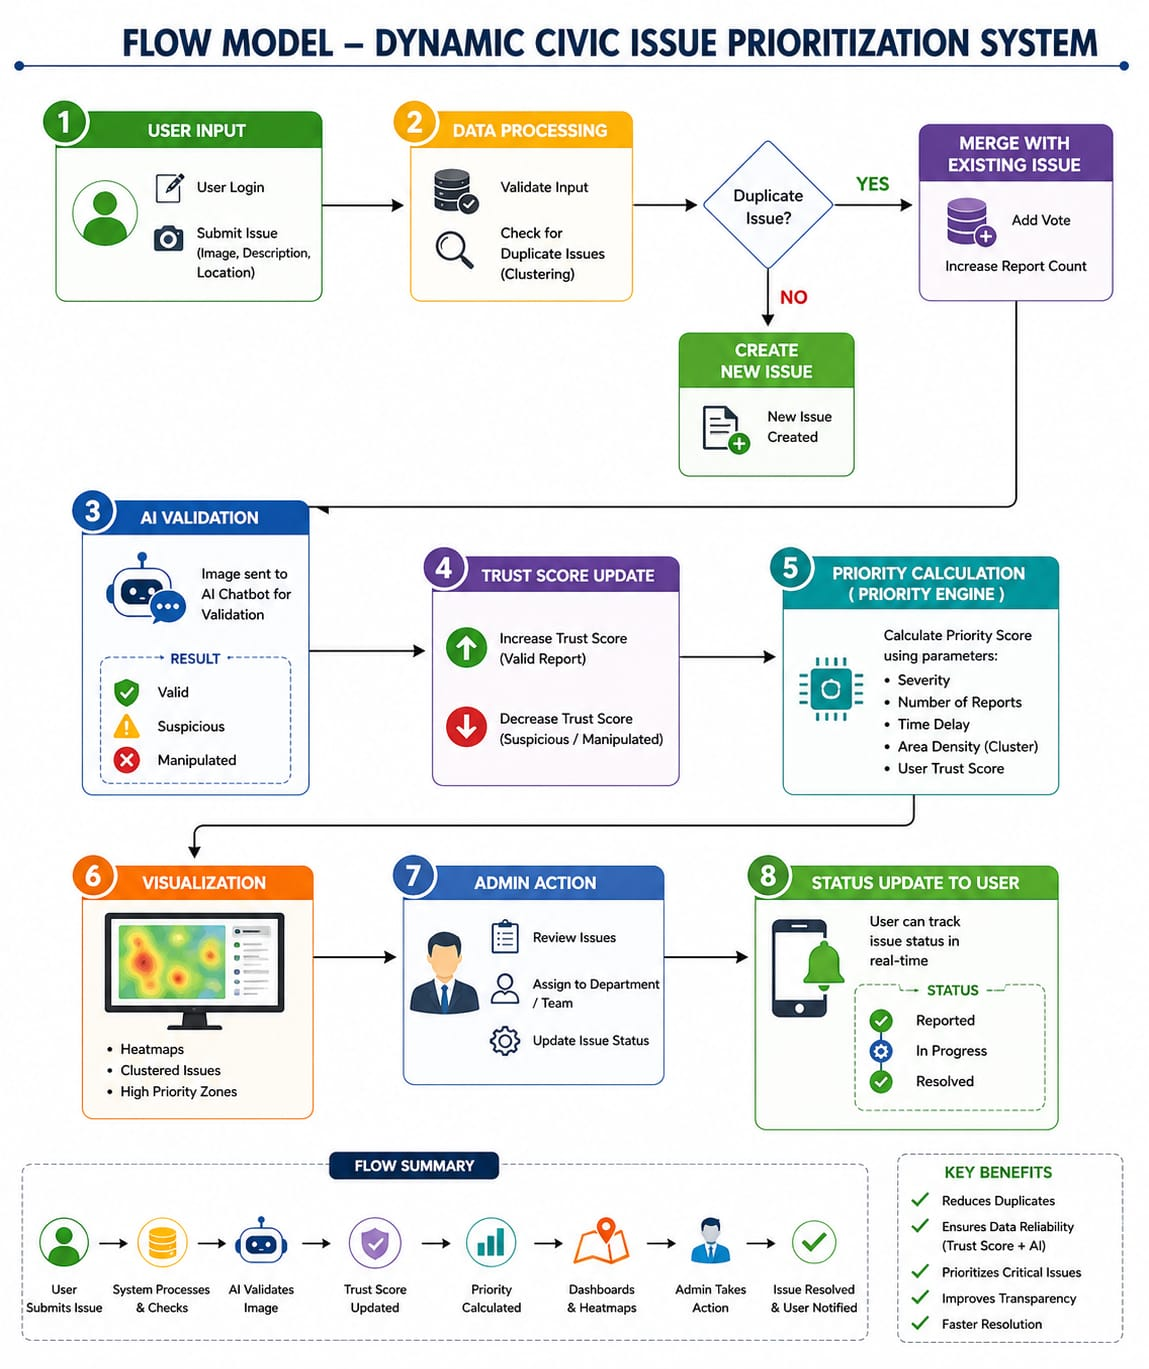 FLOW MODEL – DYNAMIC CIVIC ISSUE PRIORITIZATION SYSTEM
1
USER INPUT
User Login
Submit Issue
(Image, Description,
Location)
2
DATA PROCESSING
Validate Input
Check for
Duplicate Issues
(Clustering)
Duplicate
Issue?
YES
NO
MERGE WITH
EXISTING ISSUE
Add Vote
Increase Report Count
CREATE
NEW ISSUE
New Issue
Created
3
AI VALIDATION
Image sent to
AI Chatbot for
Validation
RESULT
Valid
Suspicious
Manipulated
4
TRUST SCORE UPDATE
Increase Trust Score
(Valid Report)
Decrease Trust Score
(Suspicious / Manipulated)
5
PRIORITY CALCULATION
( PRIORITY ENGINE )
Calculate Priority Score
using parameters:
• Severity
• Number of Reports
• Time Delay
• Area Density (Cluster)
• User Trust Score
6
VISUALIZATION
• Heatmaps
• Clustered Issues
• High Priority Zones
7
ADMIN ACTION
Review Issues
Assign to Department
/ Team
Update Issue Status
8
STATUS UPDATE TO USER
User can track
issue status in
real-time
STATUS
Reported
In Progress
Resolved
FLOW SUMMARY
User
Submits Issue
System Processes
& Checks
AI Validates
Image
Trust Score
Updated
Priority
Calculated
Dashboards
& Heatmaps
Admin Takes
Action
Issue Resolved
& User Notified
KEY BENEFITS
Reduces Duplicates
Ensures Data Reliability
(Trust Score + AI)
Prioritizes Critical Issues
Improves Transparency
Faster Resolution